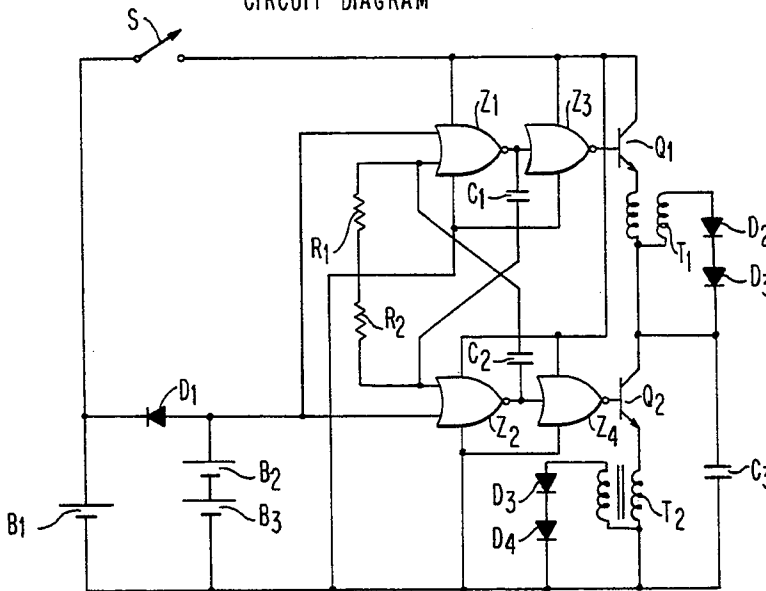 CIRCUIT DIAGRAM
S
Z1
Z3
Q1
C1
R1
T1
D2
D3
R2
C2
D1
Q2
Z2
Z4
B2
B3
B1
D3
D4
T2
C3